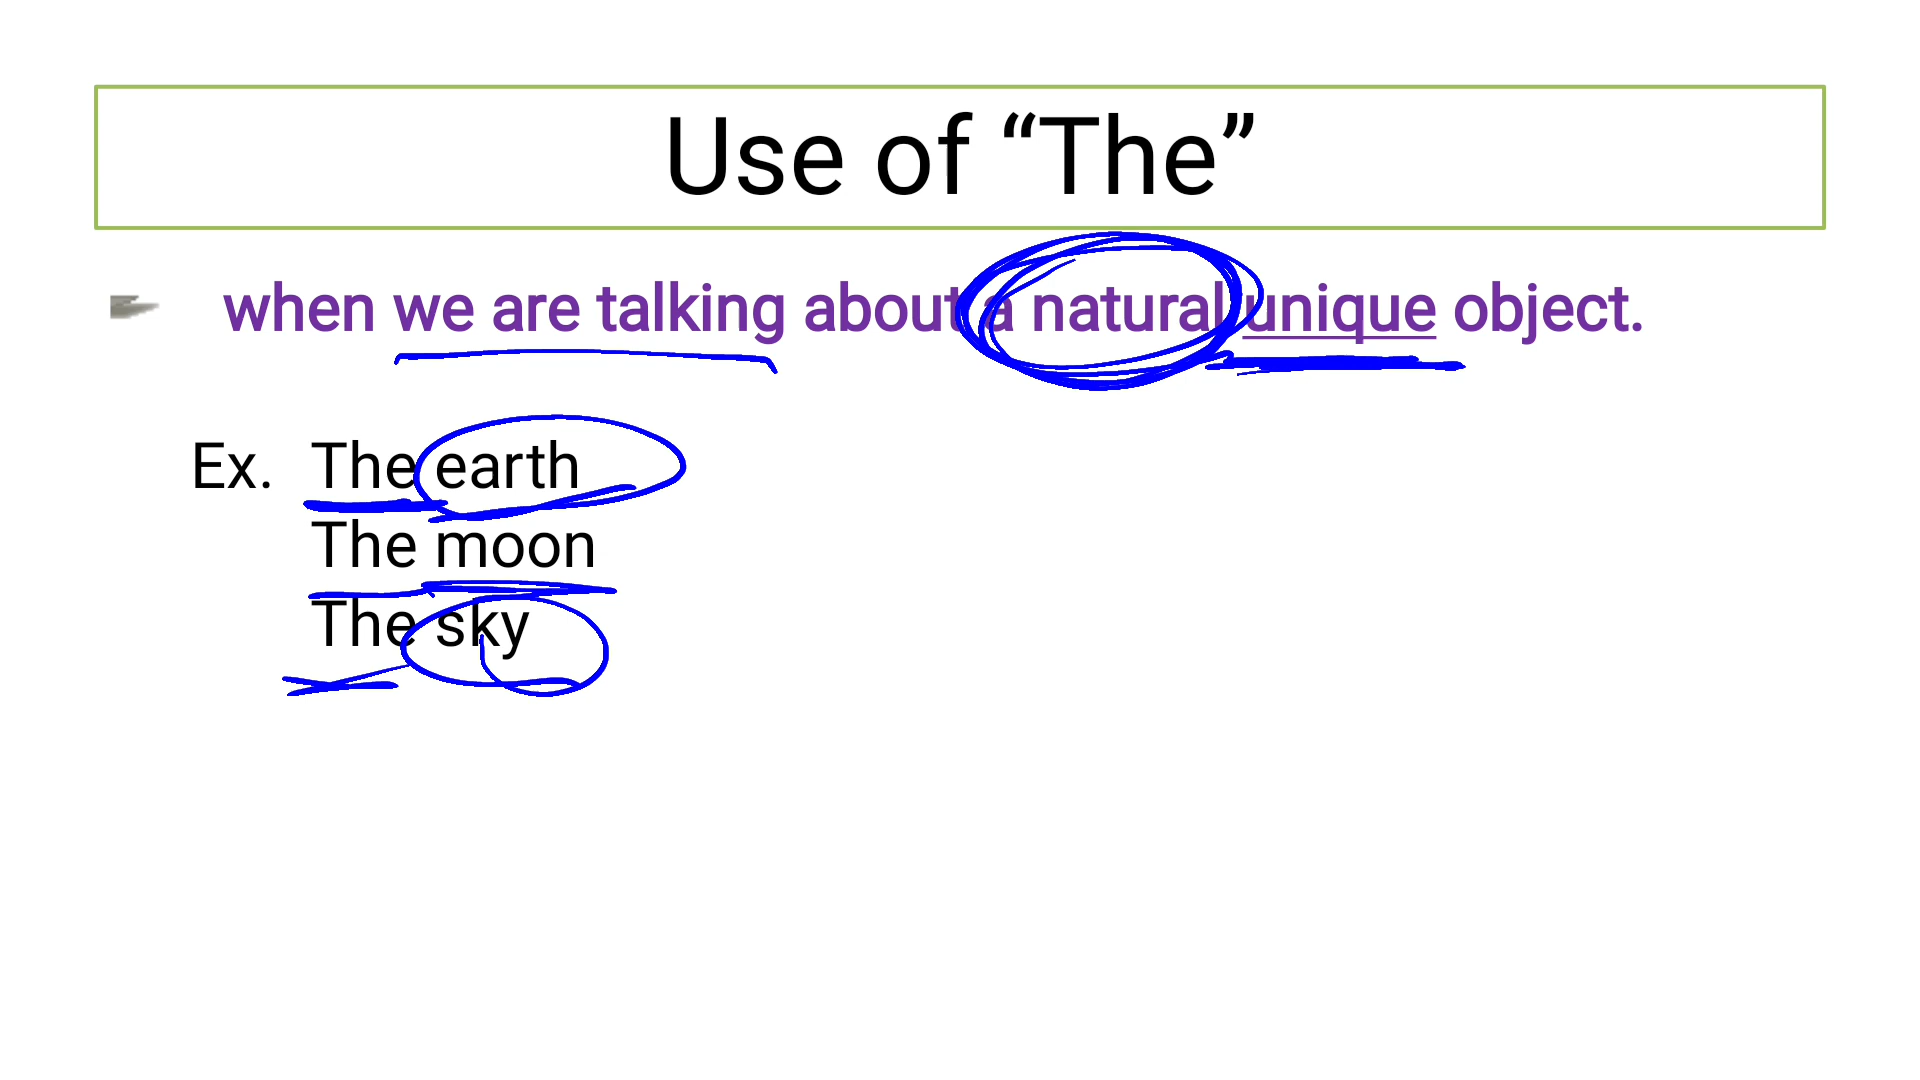 Use of “The”
when we are talking about a natural unique object.
Ex. The earth
The moon
The sky